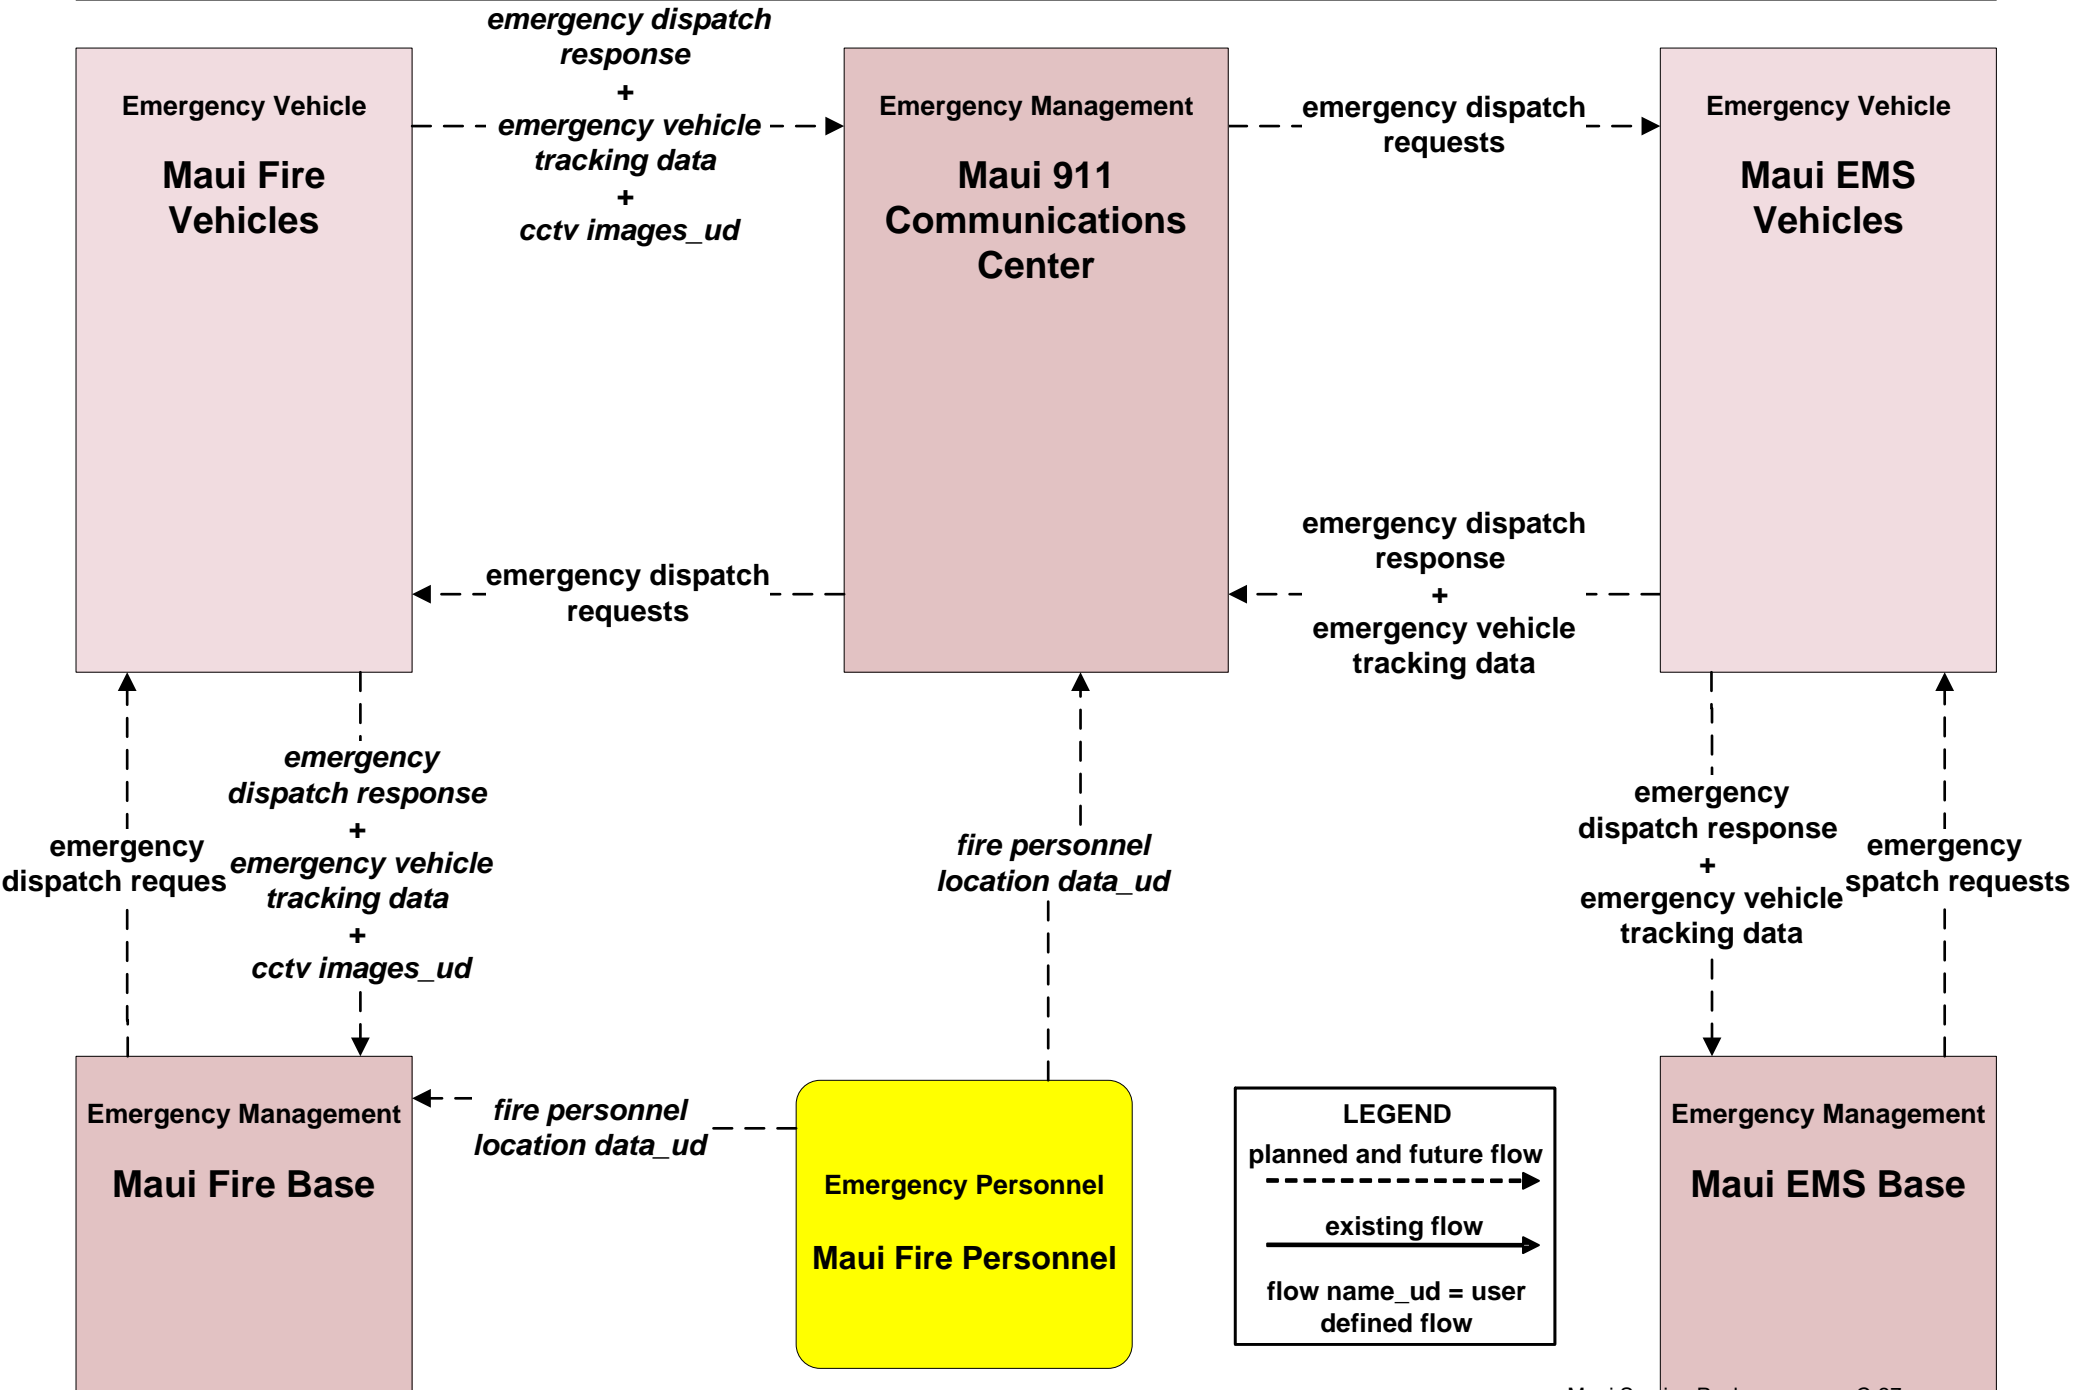 emergency dispatch
response
+
emergency vehicle
tracking data
+
cctv images_ud
Emergency Vehicle
Maui Fire
Vehicles
Emergency Management
Maui 911
Communications
Center
emergency dispatch
requests
Emergency Vehicle
Maui EMS
Vehicles
emergency dispatch
requests
emergency dispatch
response
+
emergency vehicle
tracking data
emergency
dispatch reques
emergency
dispatch response
+
emergency vehicle
tracking data
+
cctv images_ud
fire personnel
location data_ud
emergency
dispatch response
+
emergency vehicle
tracking data
emergency
spatch requests
Emergency Management
Maui Fire Base
fire personnel
location data_ud
Emergency Personnel
Maui Fire Personnel
LEGEND
planned and future flow
existing flow
flow name_ud = user
defined flow
Emergency Management
Maui EMS Base